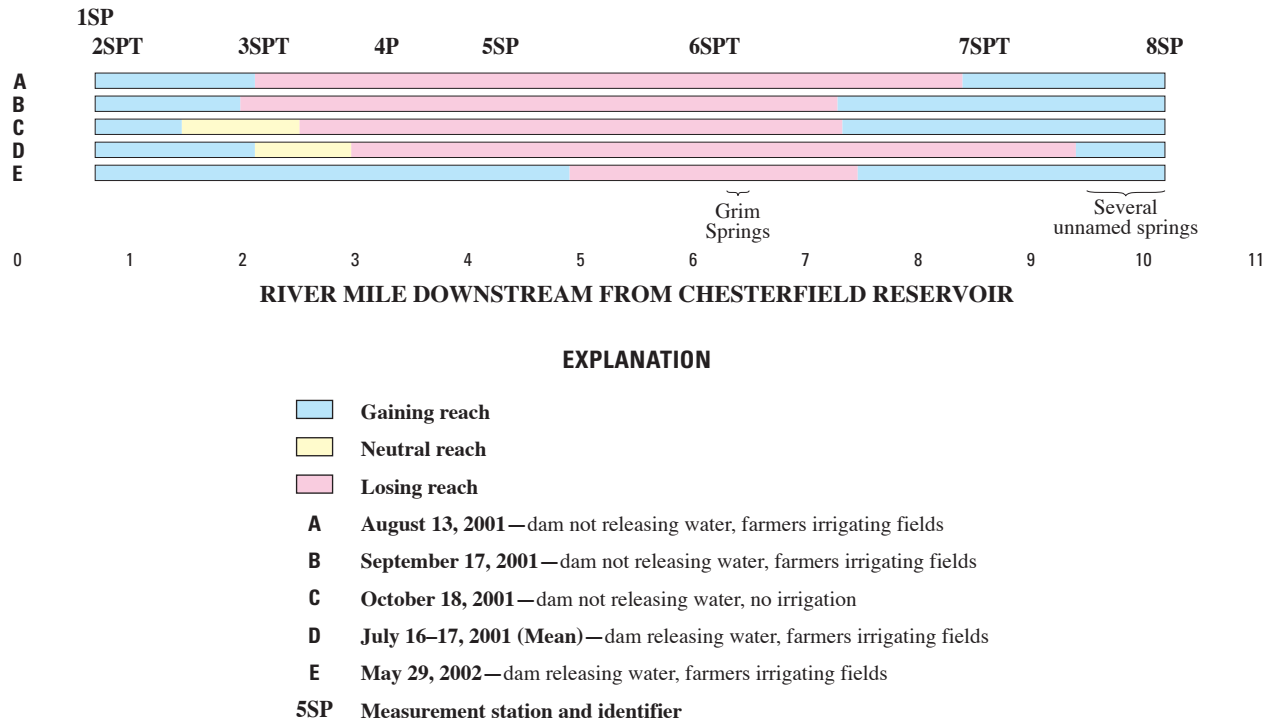 1SP
2SPT 3SPT 4P 5SP 6SPT 7SPT 8SP
A
B
C
D
E
Grim
Springs
Several
unnamed springs
0 1 2 3 4 5 6 7 8 9 10 11
RIVER MILE DOWNSTREAM FROM CHESTERFIELD RESERVOIR
EXPLANATION
Gaining reach
Neutral reach
Losing reach
A August 13, 2001—dam not releasing water, farmers irrigating fields
B September 17, 2001—dam not releasing water, farmers irrigating fields
C October 18, 2001—dam not releasing water, no irrigation
D July 16–17, 2001 (Mean)—dam releasing water, farmers irrigating fields
E May 29, 2002—dam releasing water, farmers irrigating fields
5SP Measurement station and identifier